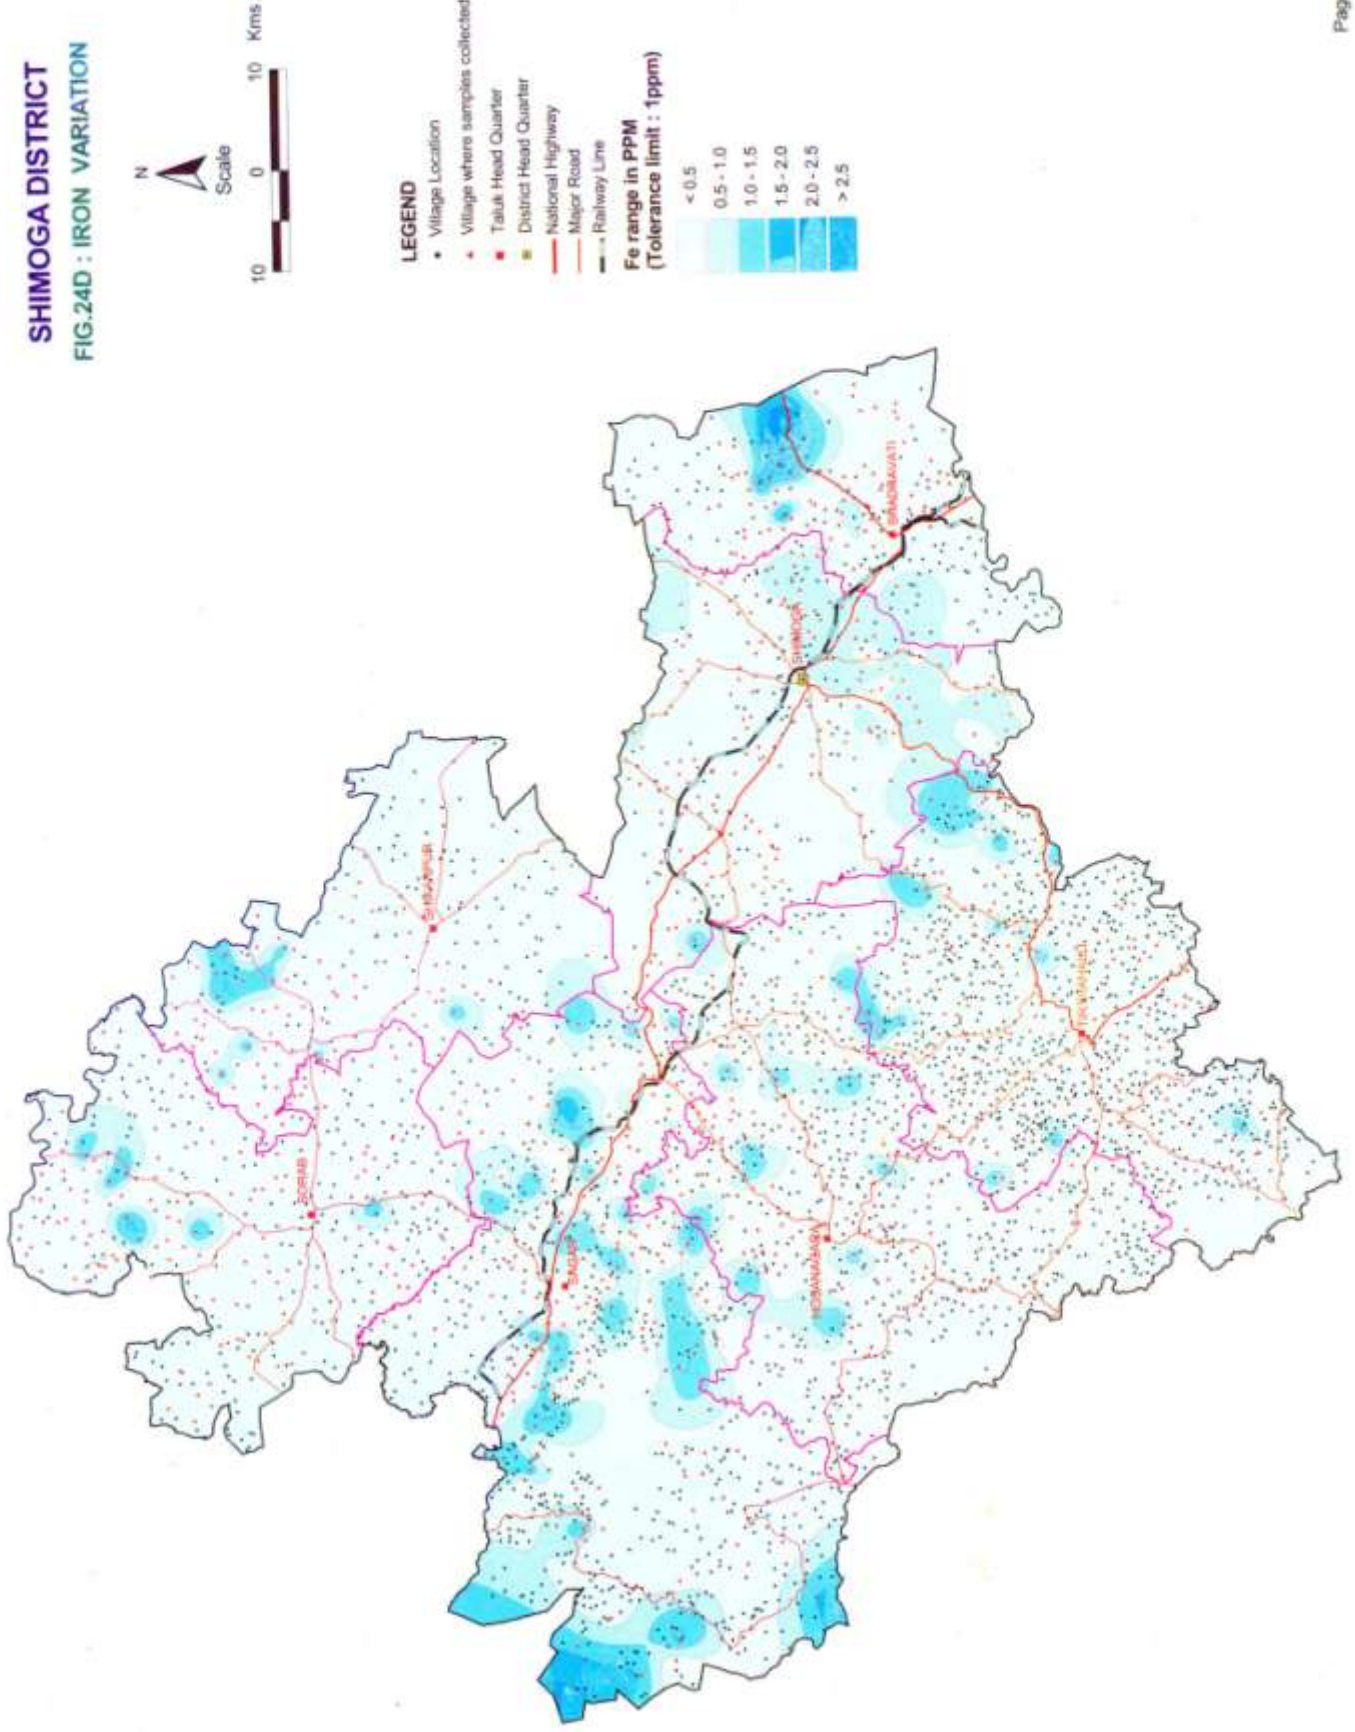 SHIMOGA DISTRICT
FIG.24D : IRON VARIATION
N
Scale
10 0 10 Kms
LEGEND
Village Location
Village where samples collected
Taluk Head Quarter
District Head Quarter
National Highway
Major Road
Railway Line
Fe range in PPM
(Tolerance limit : 1ppm)
< 0.5
0.5 - 1.0
1.0 - 1.5
1.5 - 2.0
2.0 - 2.5
> 2.5
SORAB
SHIKARPUR
SAGAR
SHIMOGA
BHADRAVATI
HOSANAGARA
Pag